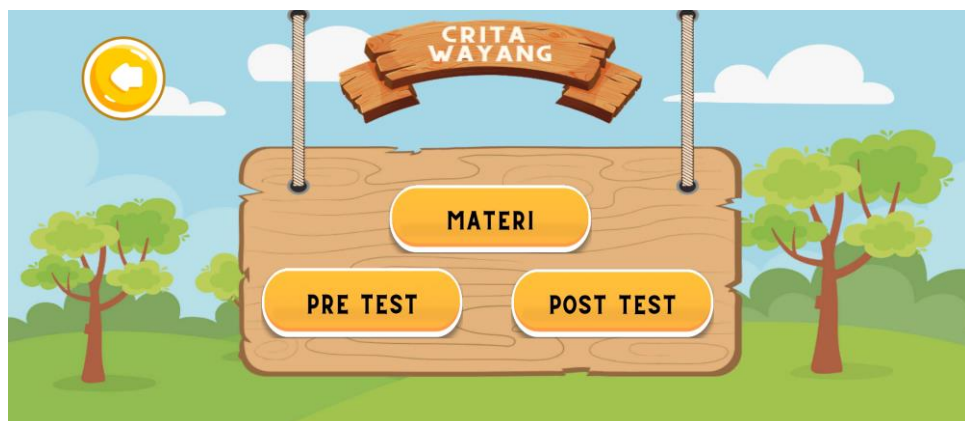 CRITA
WAYANG
MATERI
PRE TEST
POST TEST